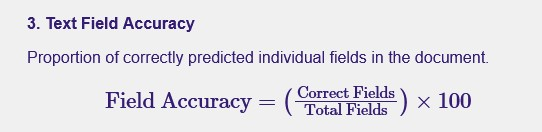 3. Text Field Accuracy
Proportion of correctly predicted individual fields in the document.
Field Accuracy = (Correct Fields / Total Fields) × 100